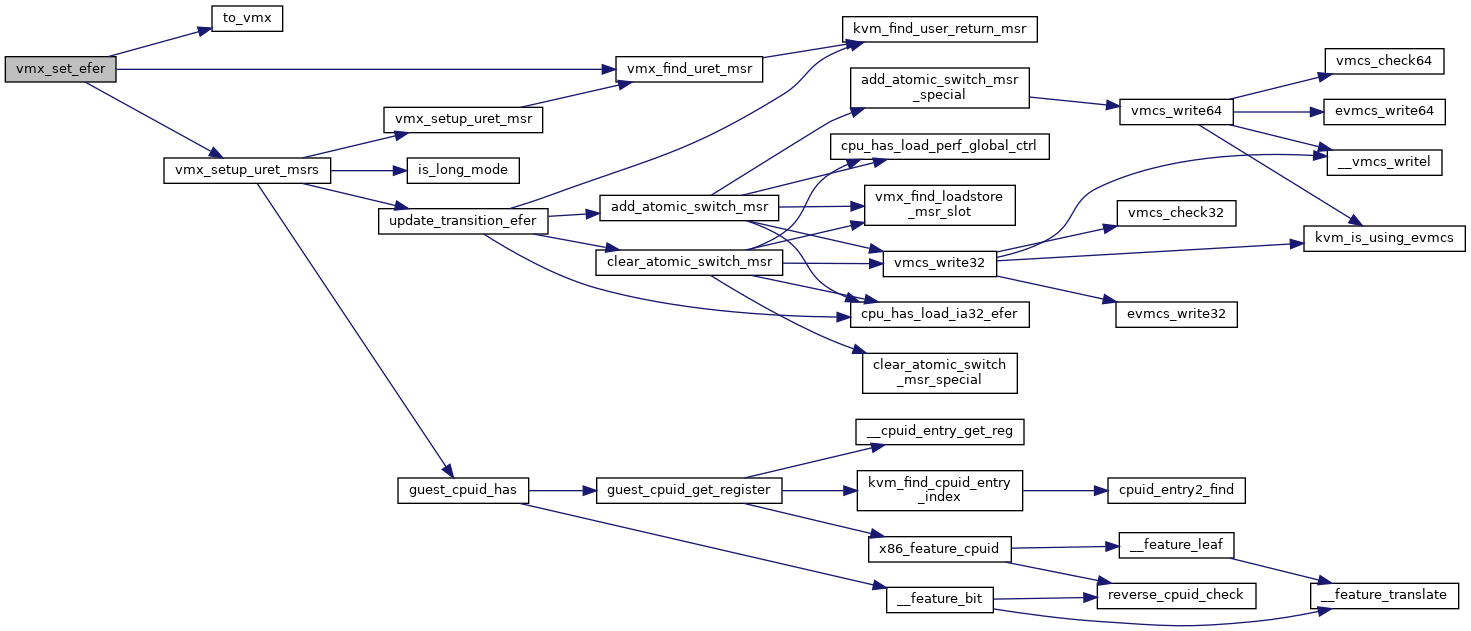 vmx_set_efer
to_vmx
vmx_find_uret_msr
kvm_find_user_return_msr
vmx_setup_uret_msrs
vmx_setup_uret_msr
is_long_mode
update_transition_efer
add_atomic_switch_msr
clear_atomic_switch_msr
add_atomic_switch_msr
_special
cpu_has_load_perf_global_ctrl
vmx_find_loadstore
_msr_slot
vmcs_write32
cpu_has_load_ia32_efer
clear_atomic_switch
_msr_special
vmcs_write64
vmcs_check64
evmcs_write64
__vmcs_writel
vmcs_check32
kvm_is_using_evmcs
evmcs_write32
guest_cpuid_has
guest_cpuid_get_register
__cpuid_entry_get_reg
kvm_find_cpuid_entry
_index
cpuid_entry2_find
x86_feature_cpuid
__feature_leaf
__feature_bit
reverse_cpuid_check
__feature_translate